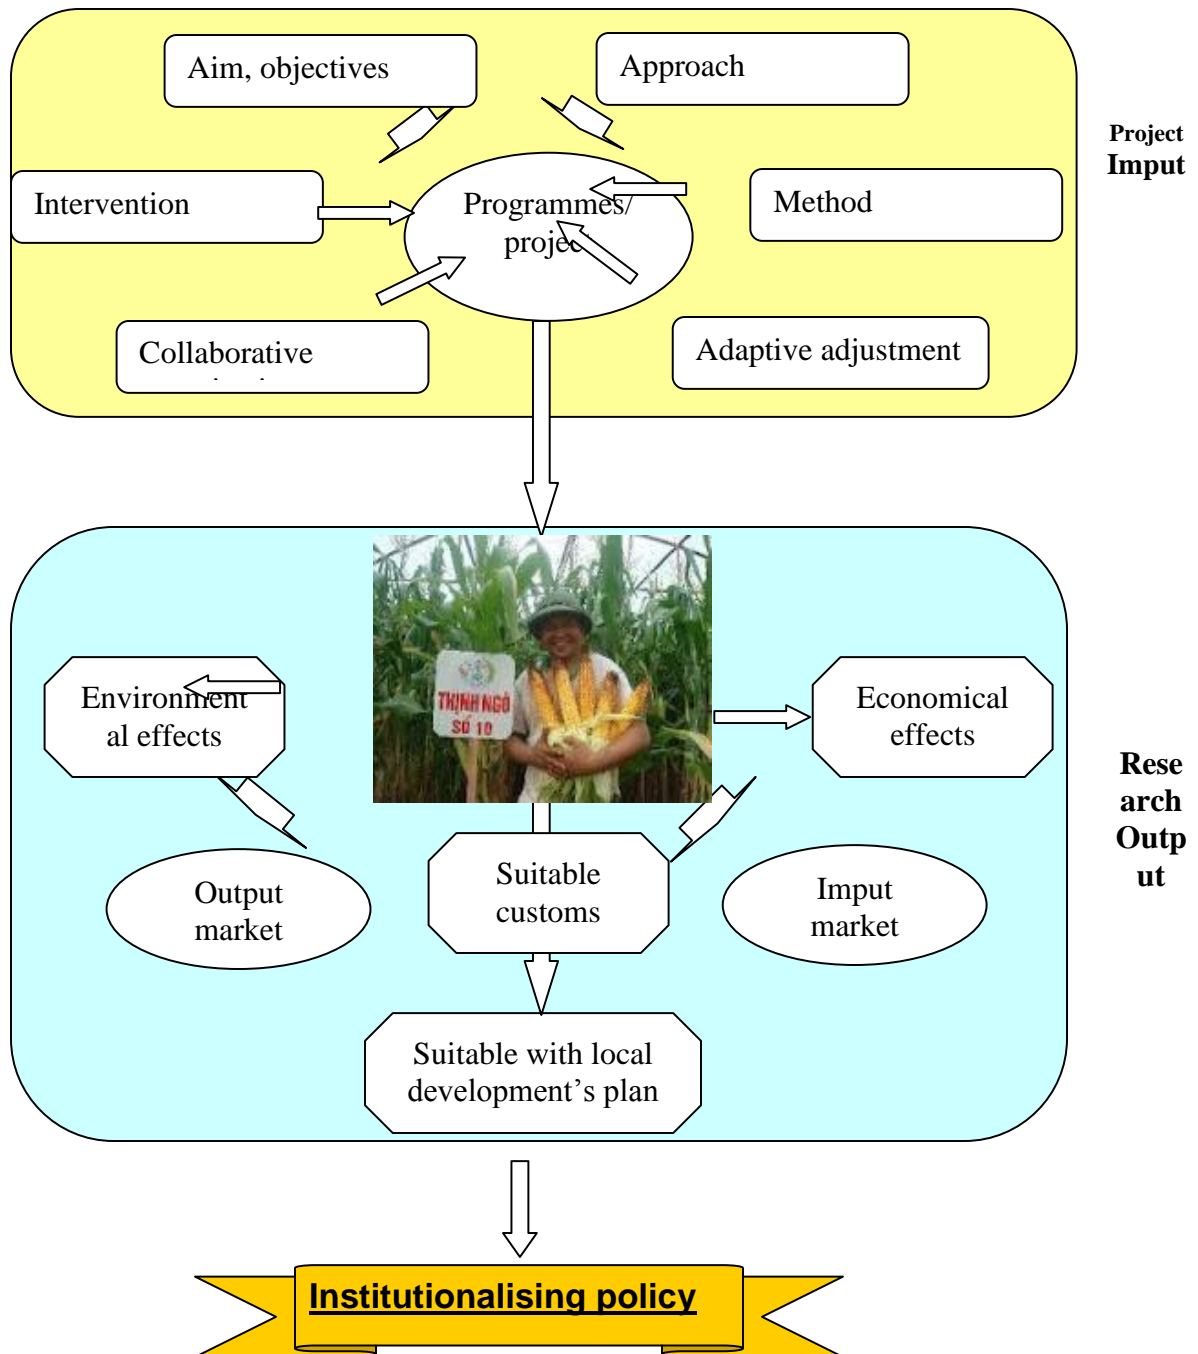 Aim, objectives
Approach
Project
Imput
Intervention
Programmes/
project
Method
Collaborative
Adaptive adjustment
THỊNH NGÔ
SỐ 10
Environment
al effects
Economical
effects
Rese
arch
Outp
ut
Output
market
Suitable
customs
Imput
market
Suitable with local
development’s plan
Institutionalising policy